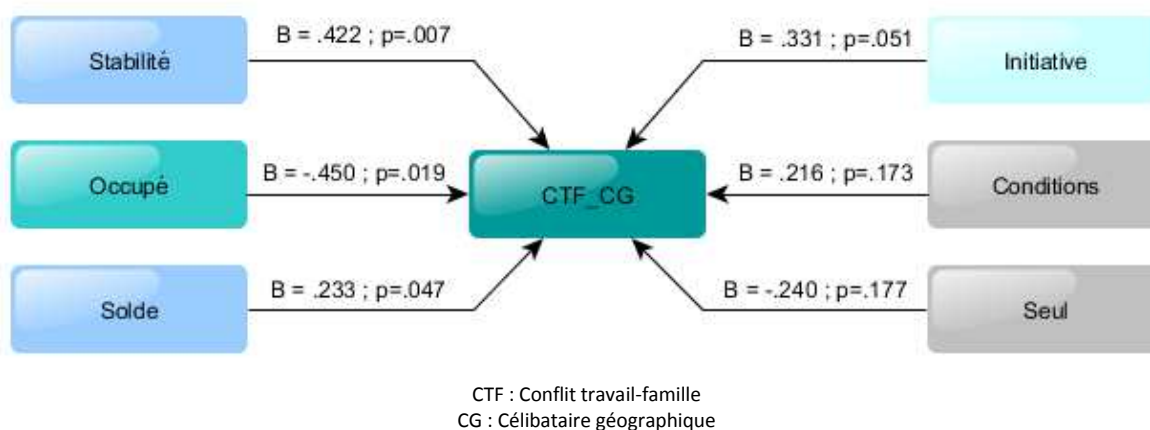 Stabilité
B = .422 ; p=.007
B = .331 ; p=.051
Initiative
Occupé
B = -.450 ; p=.019
CTF_CG
B = .216 ; p=.173
Conditions
Solde
B = .233 ; p=.047
B = -.240 ; p=.177
Seul
CTF : Conflit travail-famille
CG : Célibataire géographique